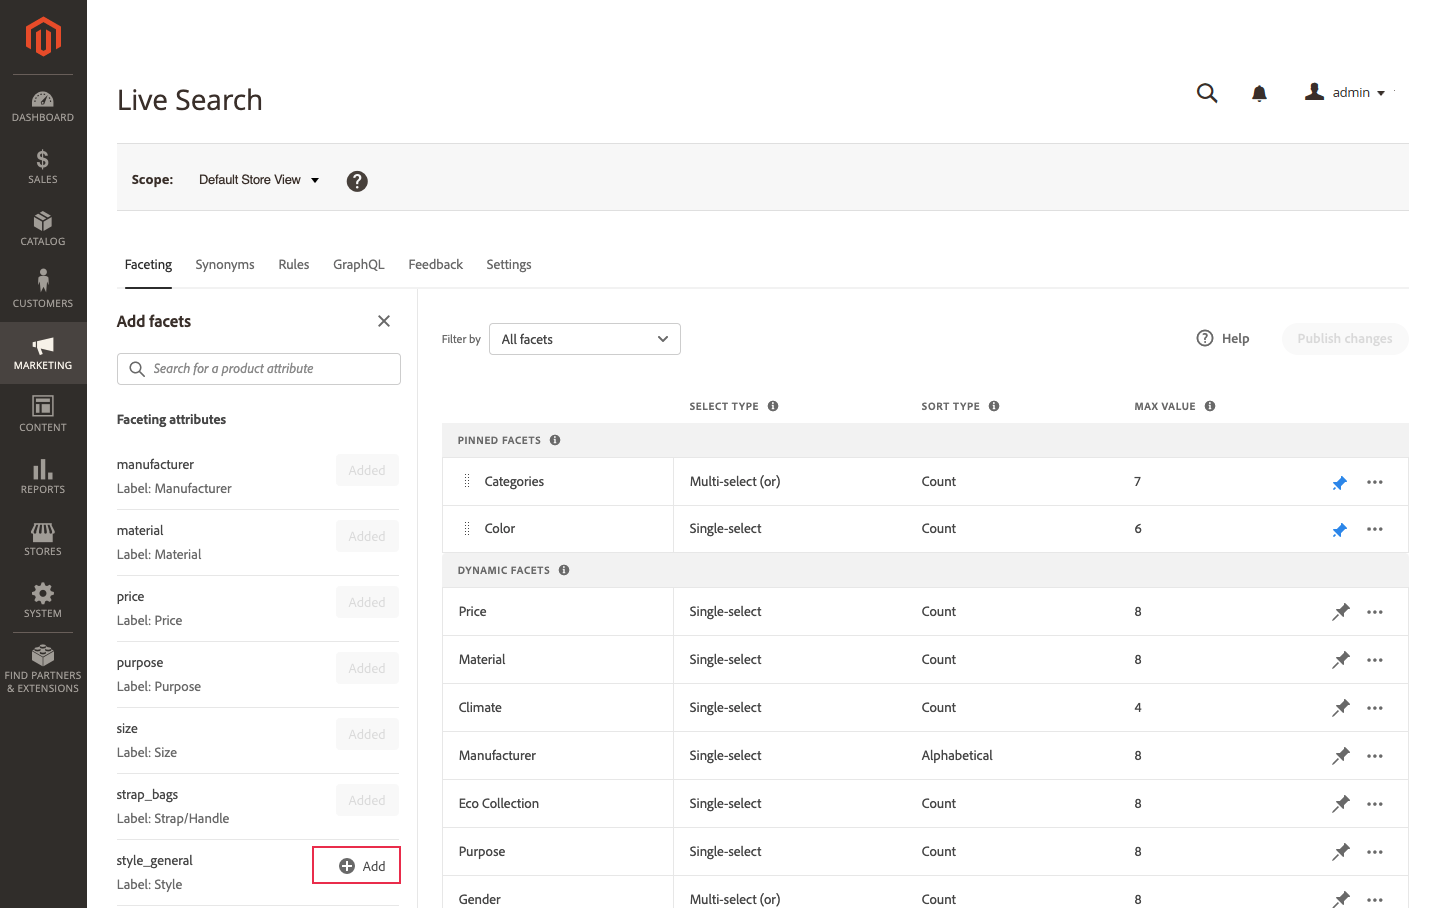 Live Search
admin
DASHBOARD
SALES
CATALOG
CUSTOMERS
MARKETING
CONTENT
REPORTS
STORES
SYSTEM
FIND PARTNERS
& EXTENSIONS
Scope: Default Store View
Faceting Synonyms Rules GraphQL Feedback Settings
Add facets
Search for a product attribute
Faceting attributes
manufacturer
Label: Manufacturer
Added
material
Label: Material
Added
price
Label: Price
Added
purpose
Label: Purpose
Added
size
Label: Size
Added
strap_bags
Label: Strap/Handle
Added
style_general
Label: Style
Add
Filter by All facets
Help
Publish changes
SELECT TYPE SORT TYPE MAX VALUE
PINNED FACETS
Categories Multi-select (or) Count 7
Color Single-select Count 6
DYNAMIC FACETS
Price Single-select Count 8
Material Single-select Count 8
Climate Single-select Count 4
Manufacturer Single-select Alphabetical 8
Eco Collection Single-select Count 8
Purpose Single-select Count 8
Gender Multi-select (or) Count 8